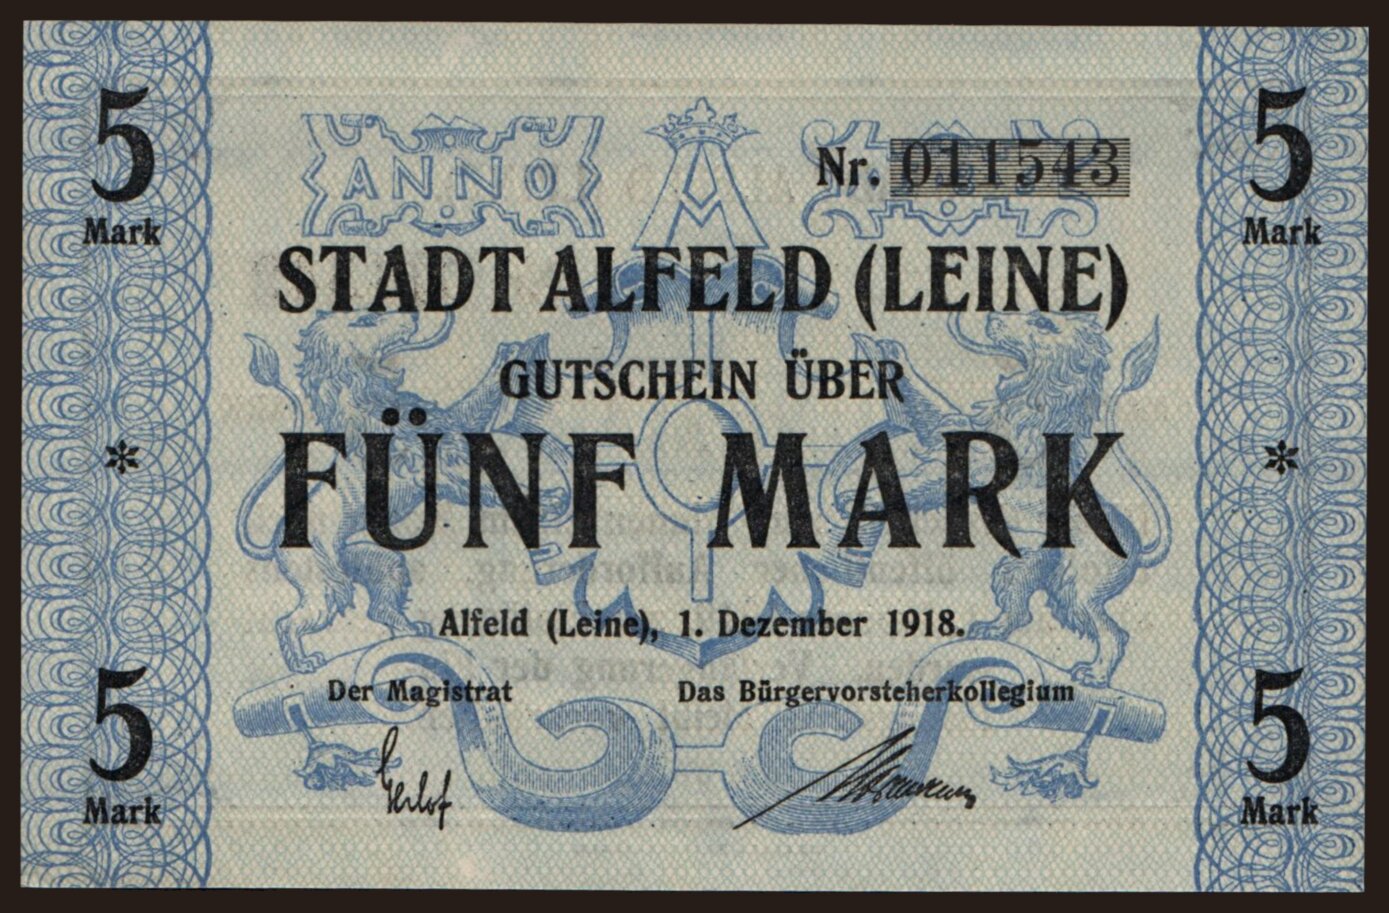 5 Mark
5 Mark
ANNO
A
Nr. 011543
STADT ALFELD (LEINE)
GUTSCHEIN ÜBER
FÜNF MARK
Alfeld (Leine), 1. Dezember 1918.
Der Magistrat
Das Bürgervorsteherkollegium
Gerlof
5 Mark
5 Mark